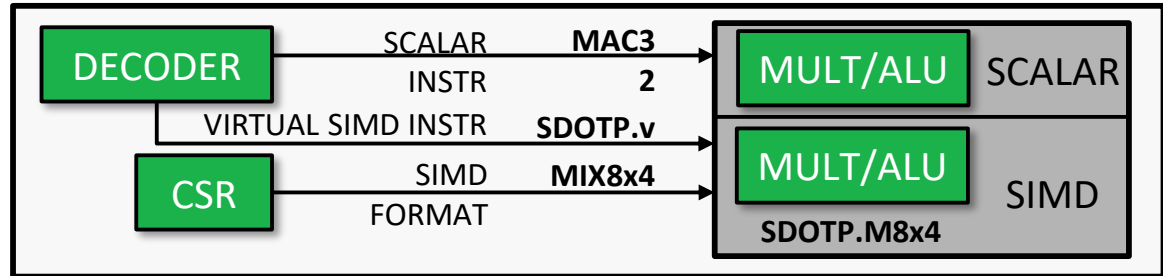 DECODER
SCALAR MAC3
INSTR 2
MULT/ALU SCALAR
VIRTUAL SIMD INSTR SDOTP.v
CSR
SIMD MIX8x4
FORMAT
MULT/ALU
SIMD
SDOTP.M8x4